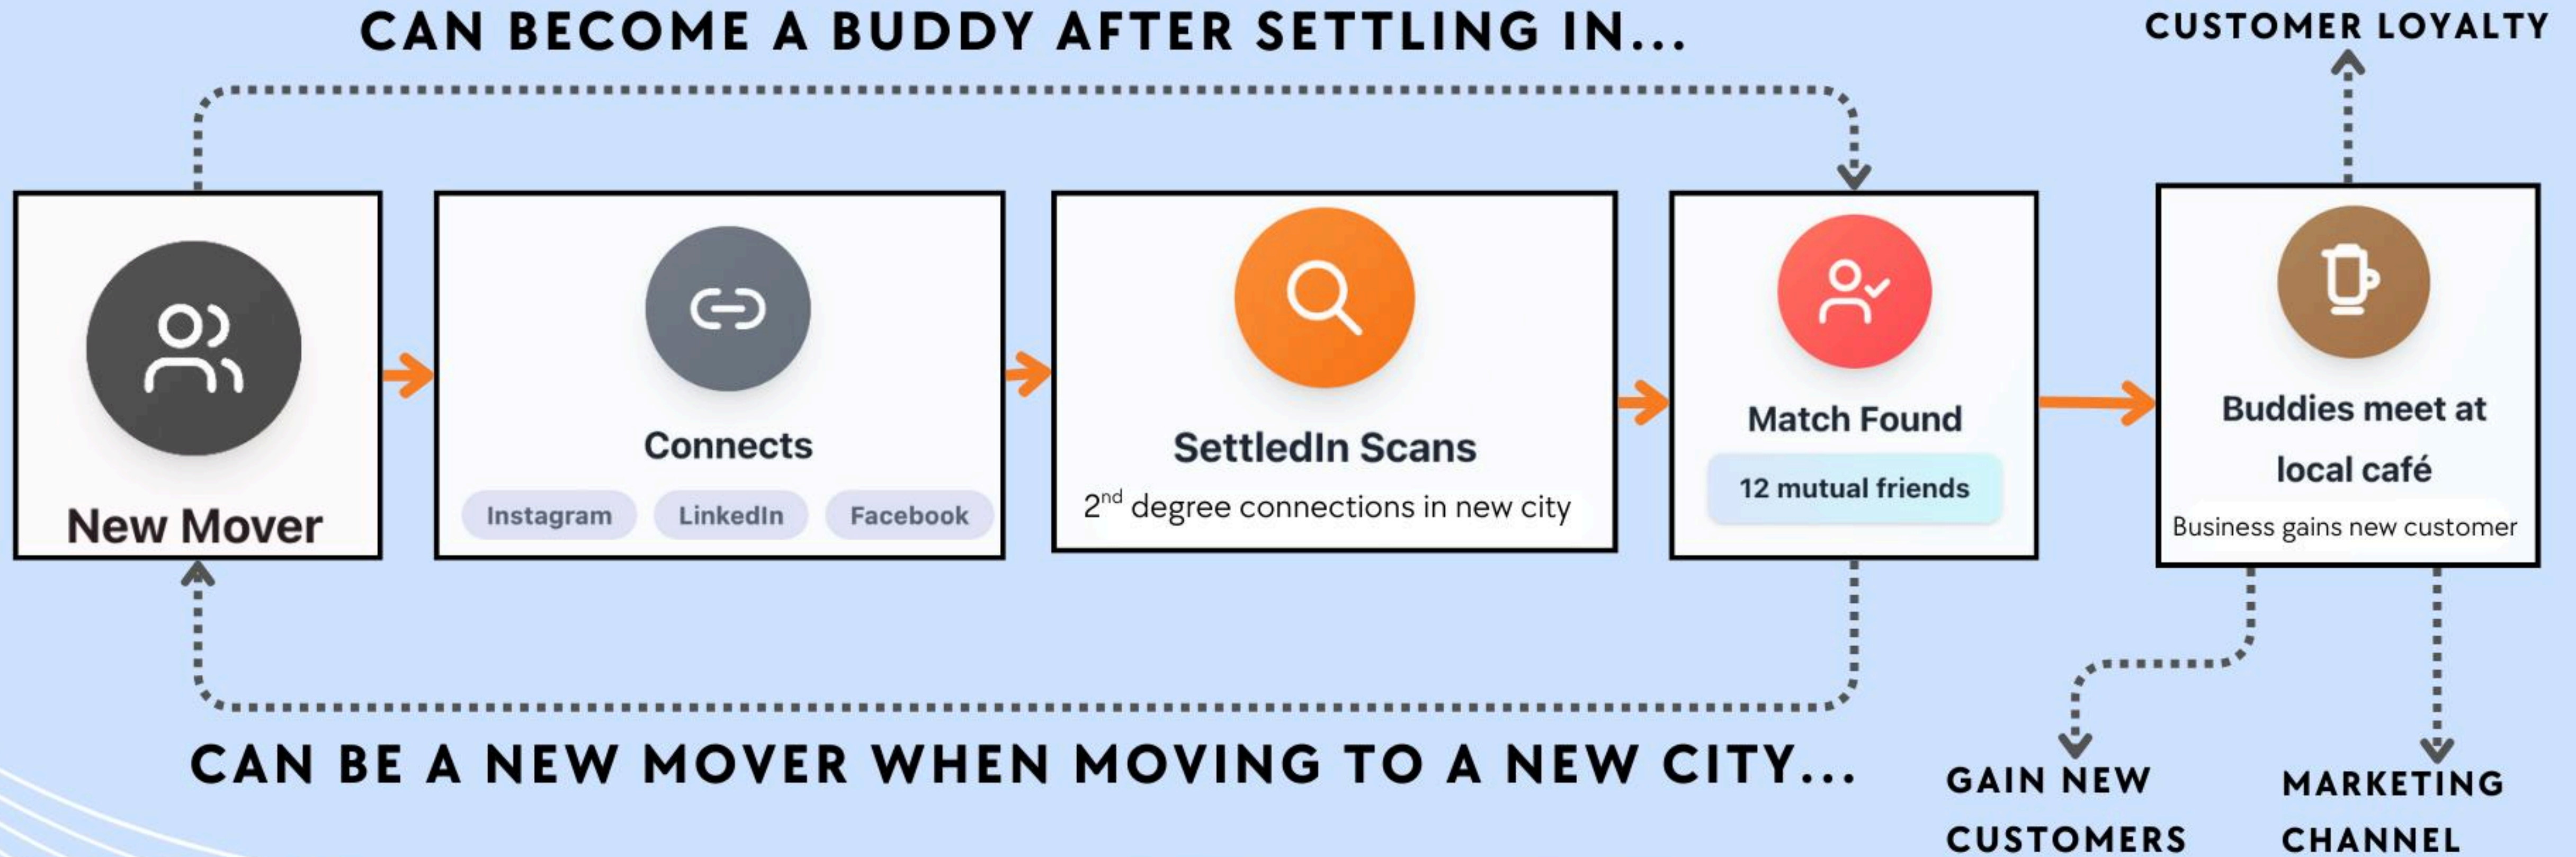 CAN BECOME A BUDDY AFTER SETTLING IN...
CUSTOMER LOYALTY
New Mover
Connects
Instagram
LinkedIn
Facebook
SettledIn Scans
2nd degree connections in new city
Match Found
12 mutual friends
Buddies meet at
local café
Business gains new customer
CAN BE A NEW MOVER WHEN MOVING TO A NEW CITY...
GAIN NEW
CUSTOMERS
MARKETING
CHANNEL